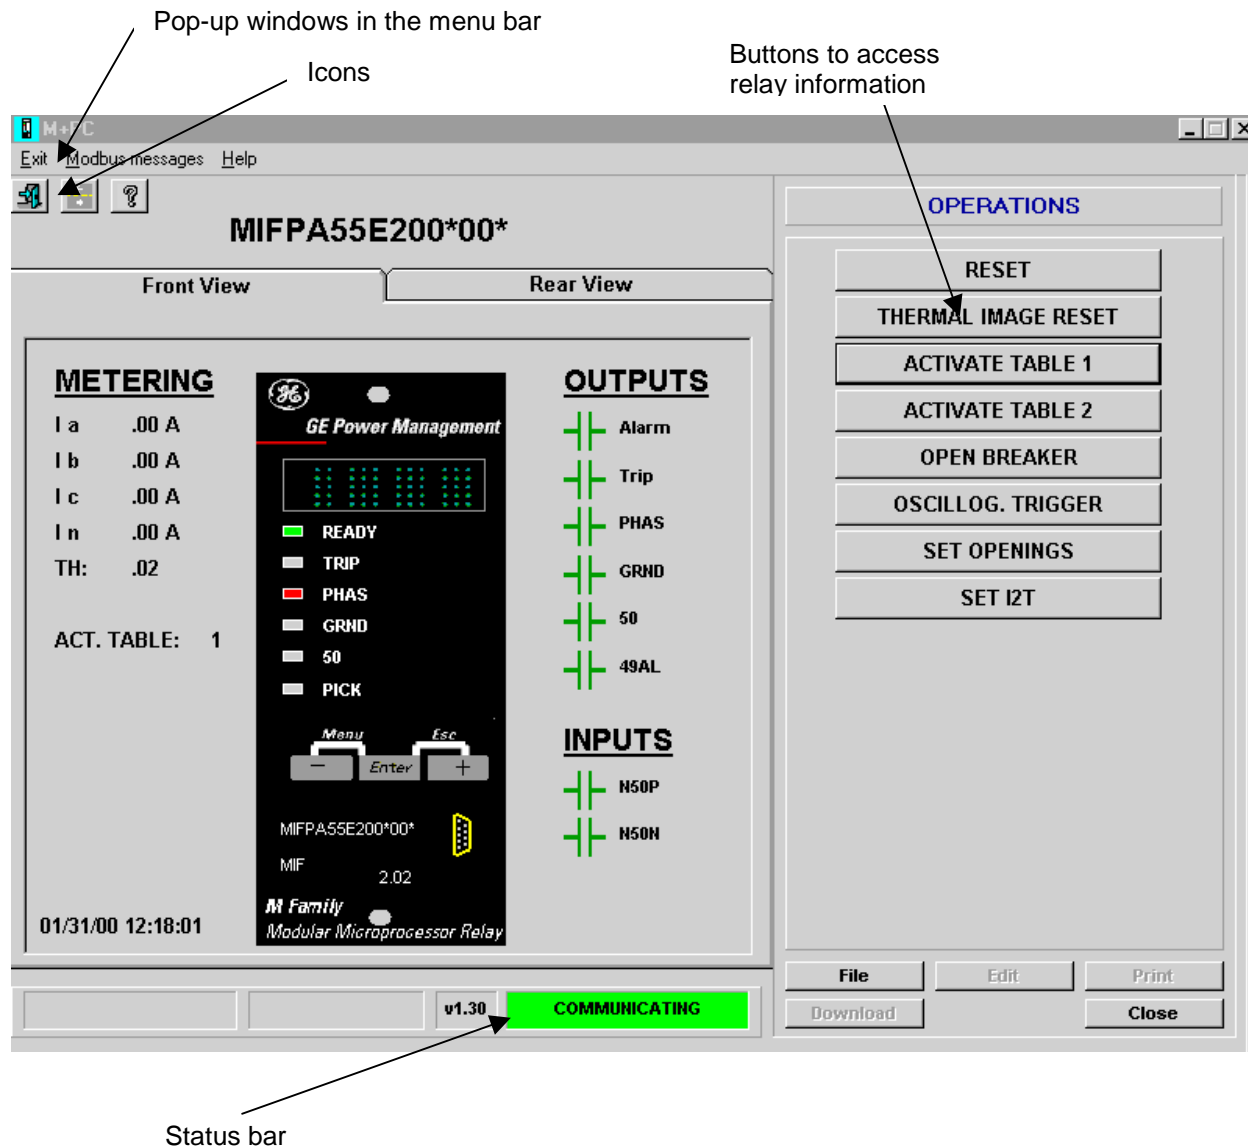 Pop-up windows in the menu bar
Icons
Buttons to access
relay information
M+PC
Exit Modbus messages Help
MIFPA55E200*00*
Front View
Rear View
METERING
I a .00 A
I b .00 A
I c .00 A
I n .00 A
TH: .02
ACT. TABLE: 1
01/31/00 12:18:01
GE
GE Power Management
READY
TRIP
PHAS
GRND
50
PICK
Menu Esc
− Enter +
MIFPA55E200*00*
MIF
2.02
M Family
Modular Microprocessor Relay
OUTPUTS
Alarm
Trip
PHAS
GRND
50
49AL
INPUTS
N50P
N50N
OPERATIONS
RESET
THERMAL IMAGE RESET
ACTIVATE TABLE 1
ACTIVATE TABLE 2
OPEN BREAKER
OSCILLOG. TRIGGER
SET OPENINGS
SET I2T
File Edit Print
Download Close
v1.30 COMMUNICATING
Status bar